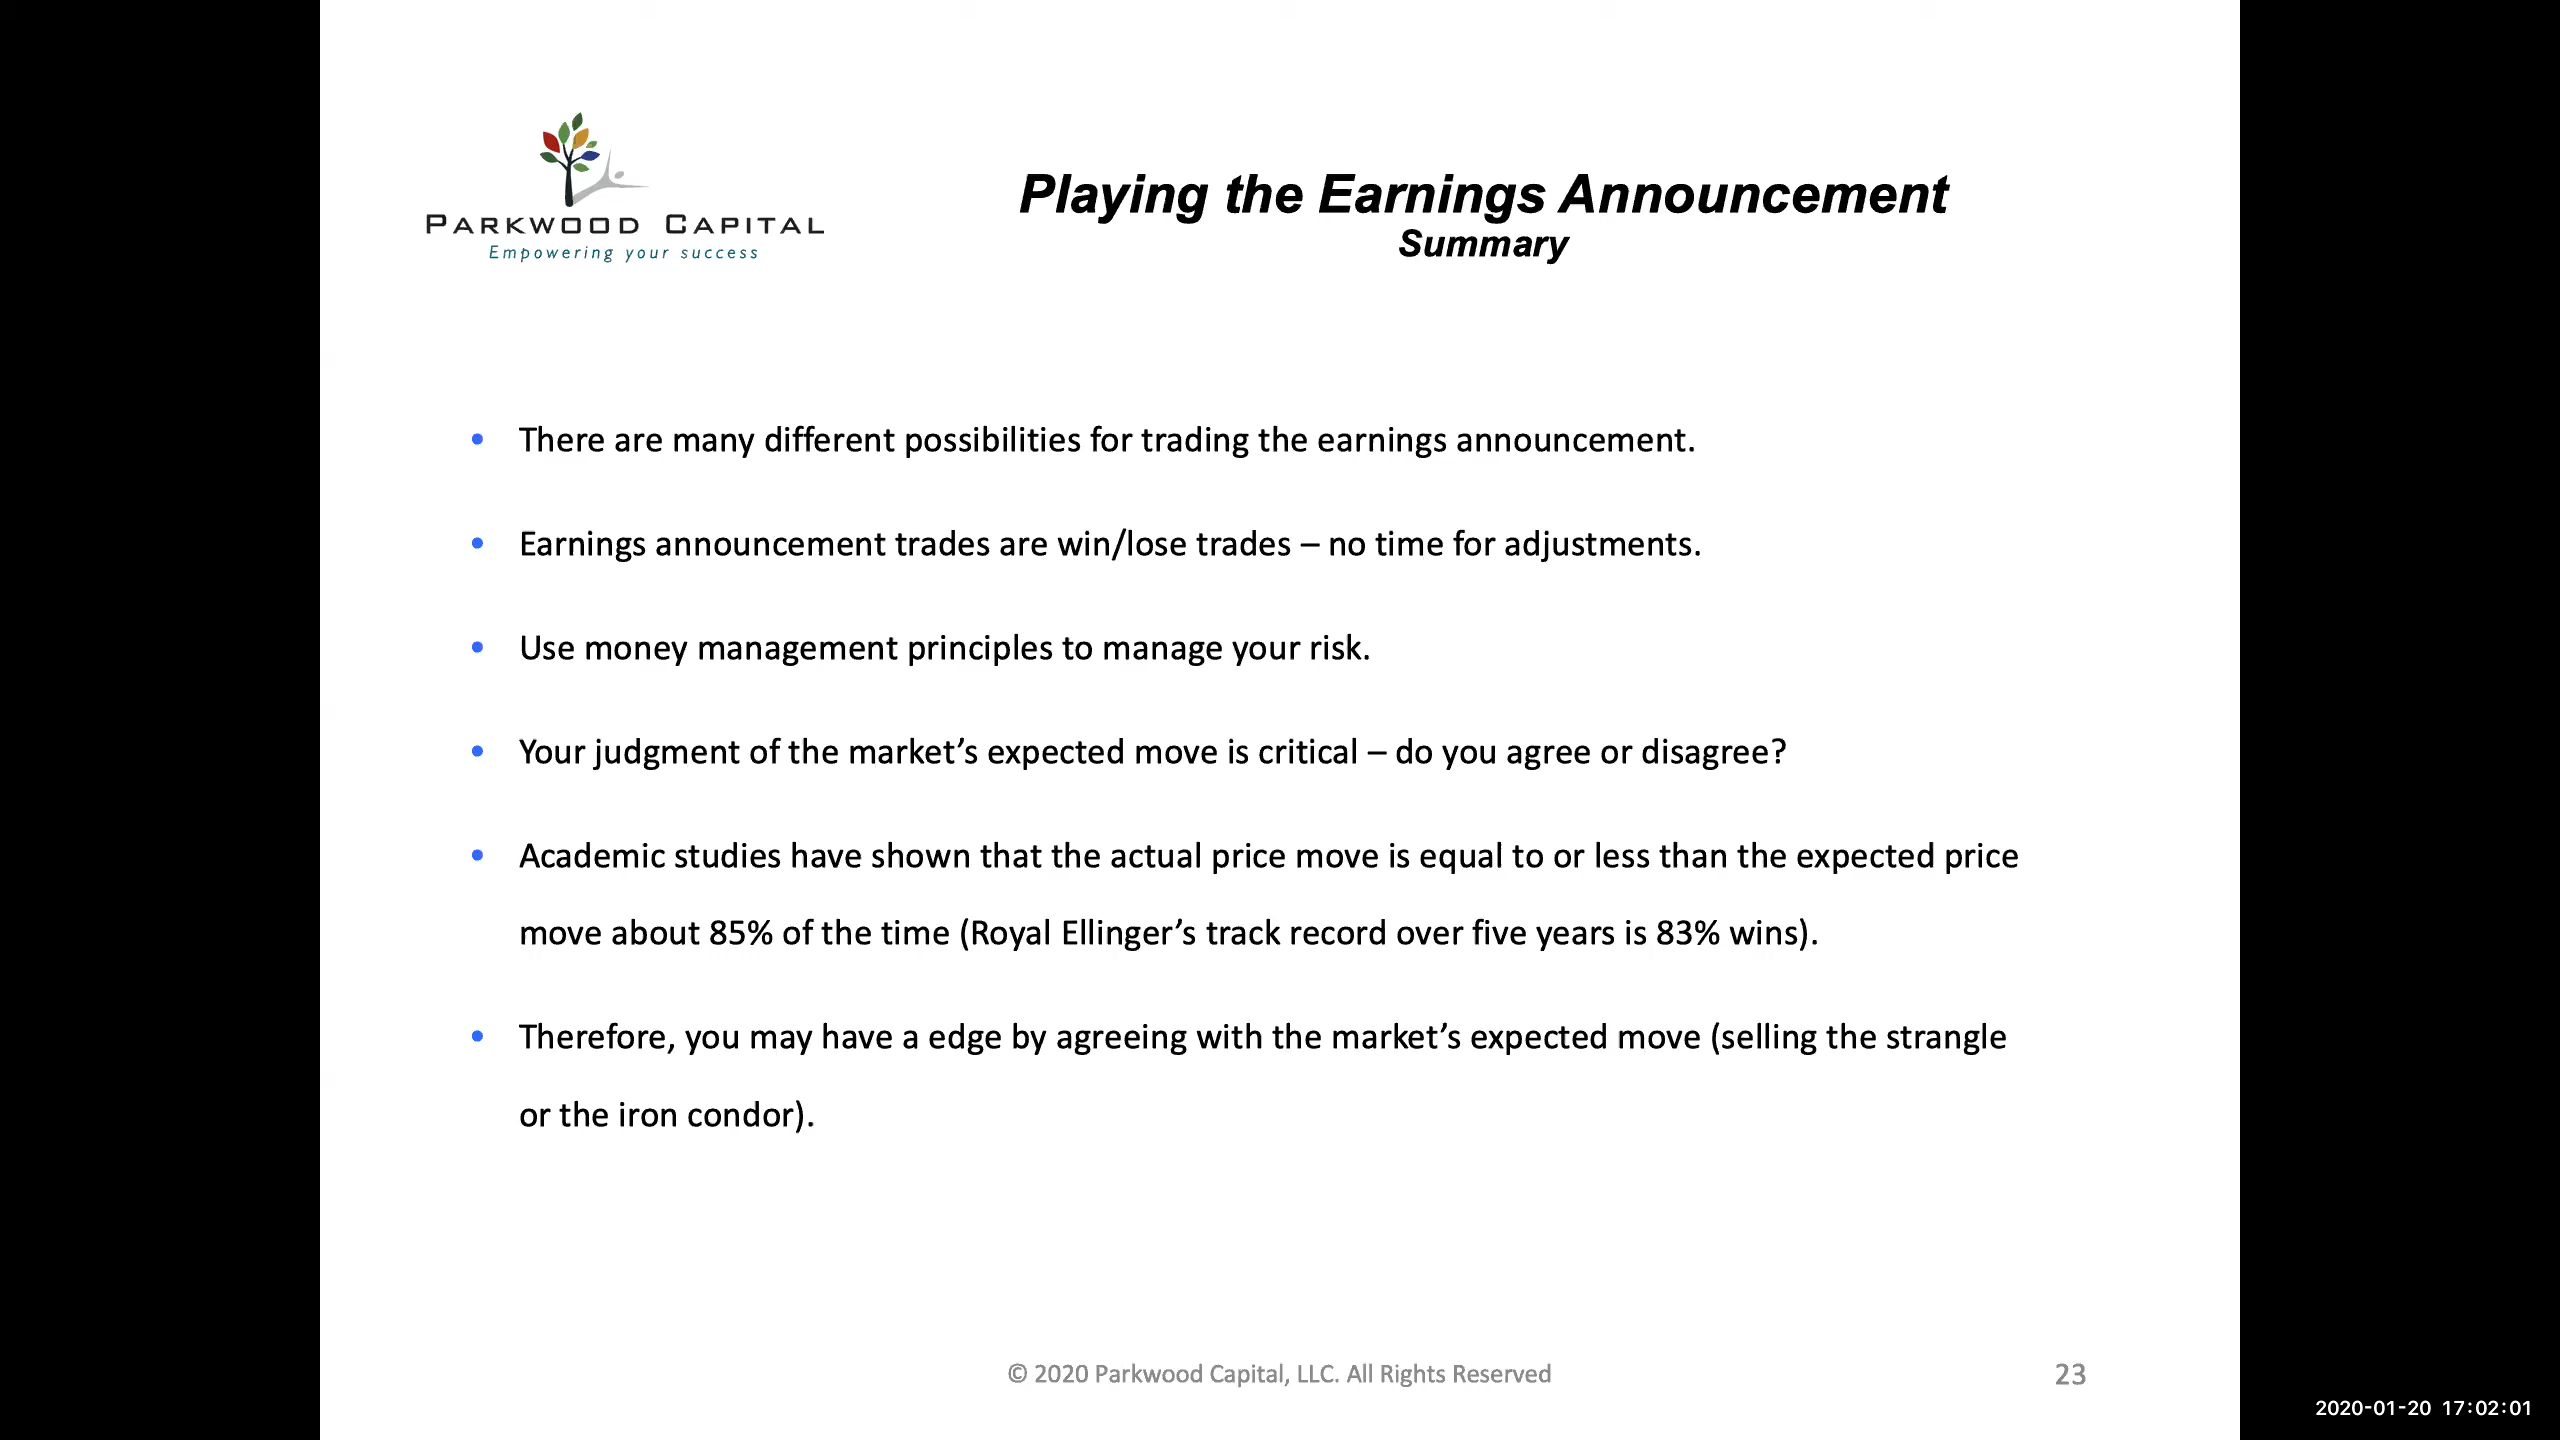 PARKWOOD CAPITAL
Empowering your success
Playing the Earnings Announcement
Summary
• There are many different possibilities for trading the earnings announcement.
• Earnings announcement trades are win/lose trades – no time for adjustments.
• Use money management principles to manage your risk.
• Your judgment of the market’s expected move is critical – do you agree or disagree?
• Academic studies have shown that the actual price move is equal to or less than the expected price
move about 85% of the time (Royal Ellinger’s track record over five years is 83% wins).
• Therefore, you may have a edge by agreeing with the market’s expected move (selling the strangle
or the iron condor).
© 2020 Parkwood Capital, LLC. All Rights Reserved
23
2020-01-20 17:02:01